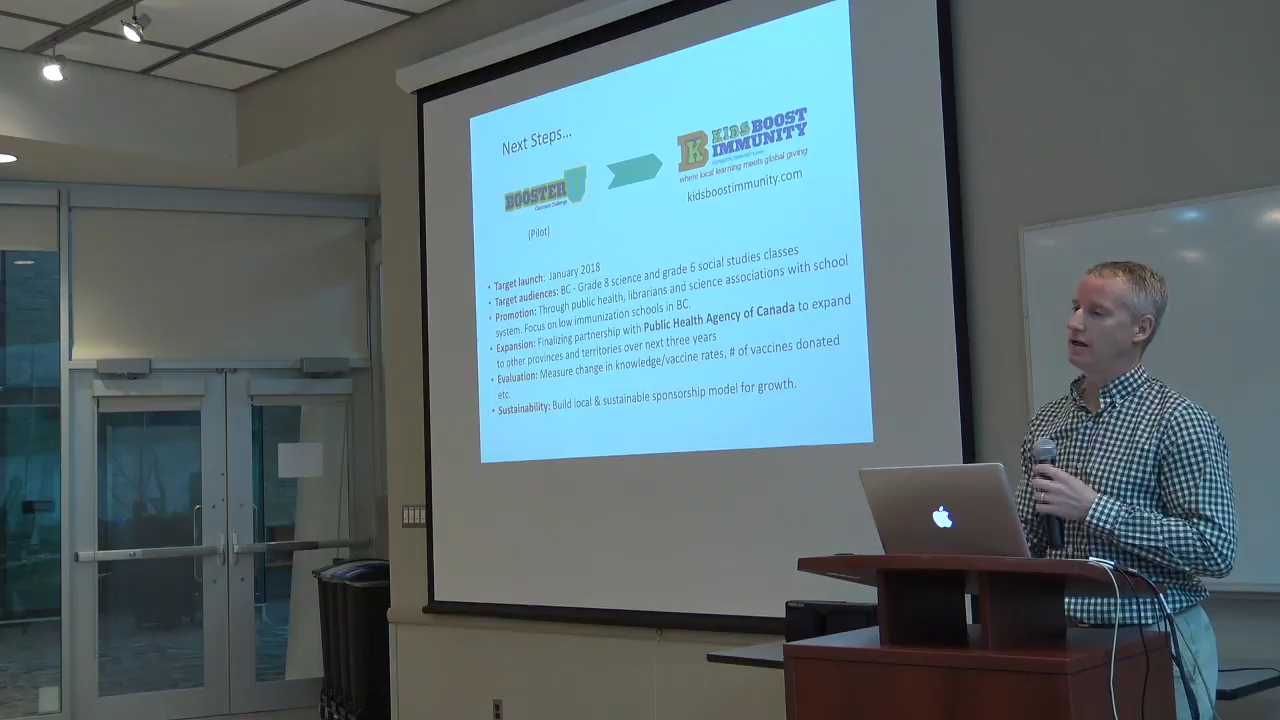 Next Steps...
BOOSTER U
Classroom Challenge
(Pilot)
B K KIDS BOOST
IMMUNITY
where local learning meets global giving
kidsboostimmunity.com
• Target launch: January 2018
• Target audiences: BC - Grade 8 science and grade 6 social studies classes
• Promotion: Through public health, librarians and science associations with school
system. Focus on low immunization schools in BC.
• Expansion: Finalizing partnership with Public Health Agency of Canada to expand
to other provinces and territories over next three years
• Evaluation: Measure change in knowledge/vaccine rates, # of vaccines donated
etc.
• Sustainability: Build local & sustainable sponsorship model for growth.